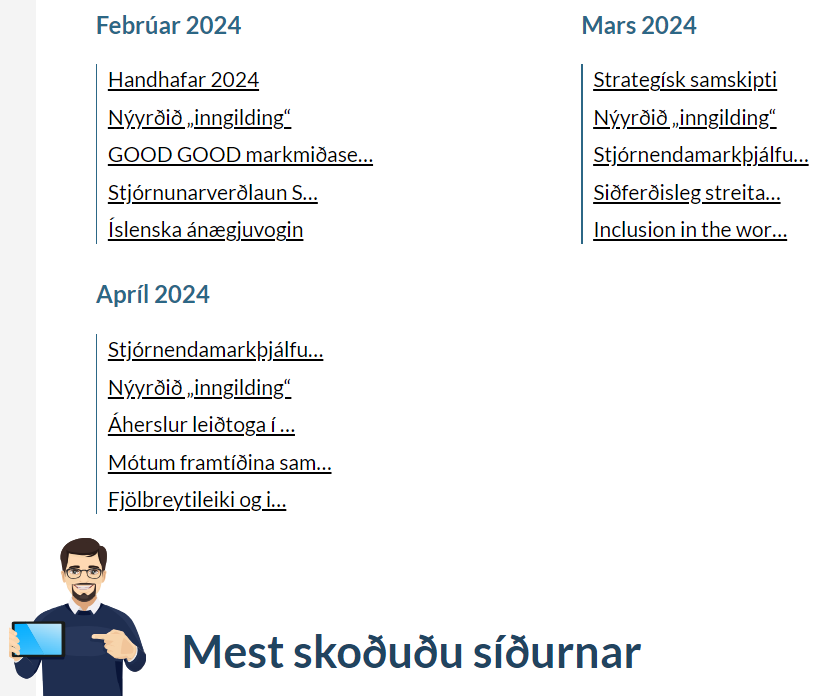 Febrúar 2024
Handhafar 2024
Nýyrðið „inngilding“
GOOD GOOD markmiðase...
Stjórnunarverðlaun S...
Íslenska ánægjuvogin
Mars 2024
Strategísk samskipti
Nýyrðið „inngilding“
Stjórnendamarkþjálfu...
Siðferðisleg streita...
Inclusion in the wor...
Apríl 2024
Stjórnendamarkþjálfu...
Nýyrðið „inngilding“
Áherslur leiðtoga í ...
Mótum framtíðina sam...
Fjölbreytileiki og i...
Mest skoðuðu síðurnar